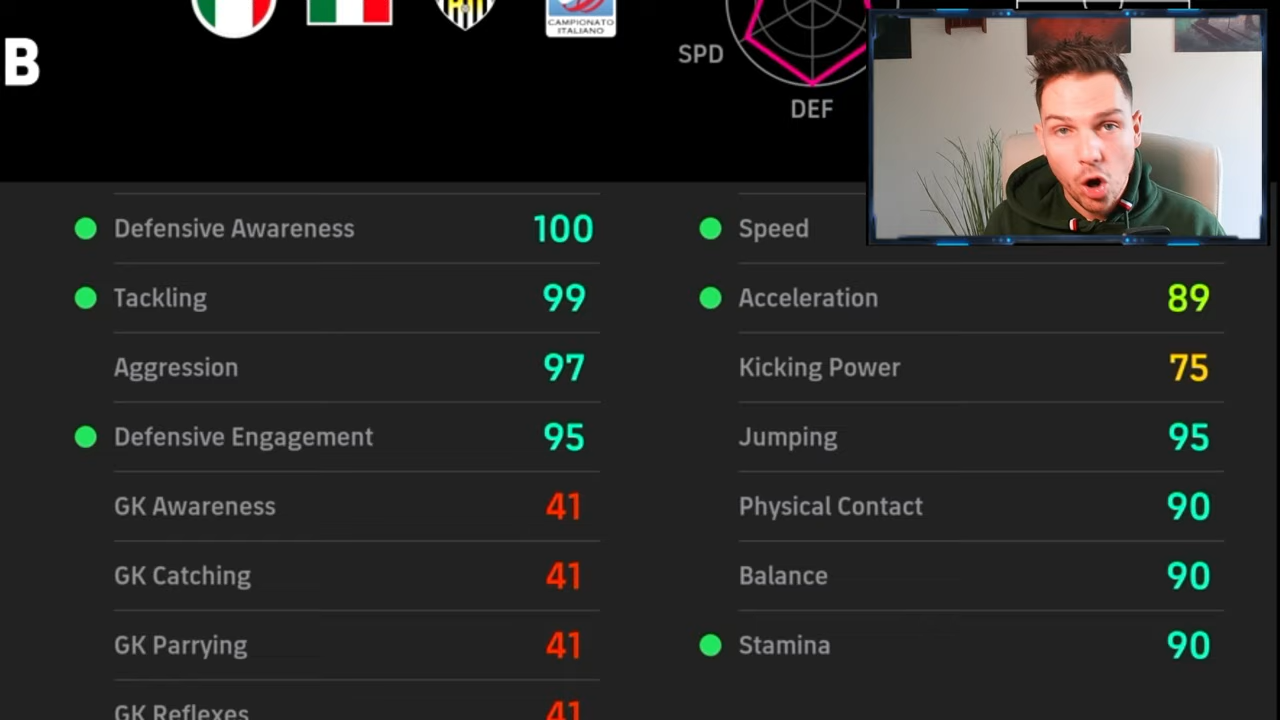 CAMPIONATO
ITALIANO
B
SPD
DEF
Defensive Awareness 100
Speed
Tackling 99
Acceleration 89
Aggression 97
Kicking Power 75
Defensive Engagement 95
Jumping 95
GK Awareness 41
Physical Contact 90
GK Catching 41
Balance 90
GK Parrying 41
Stamina 90
GK Reflexes 41